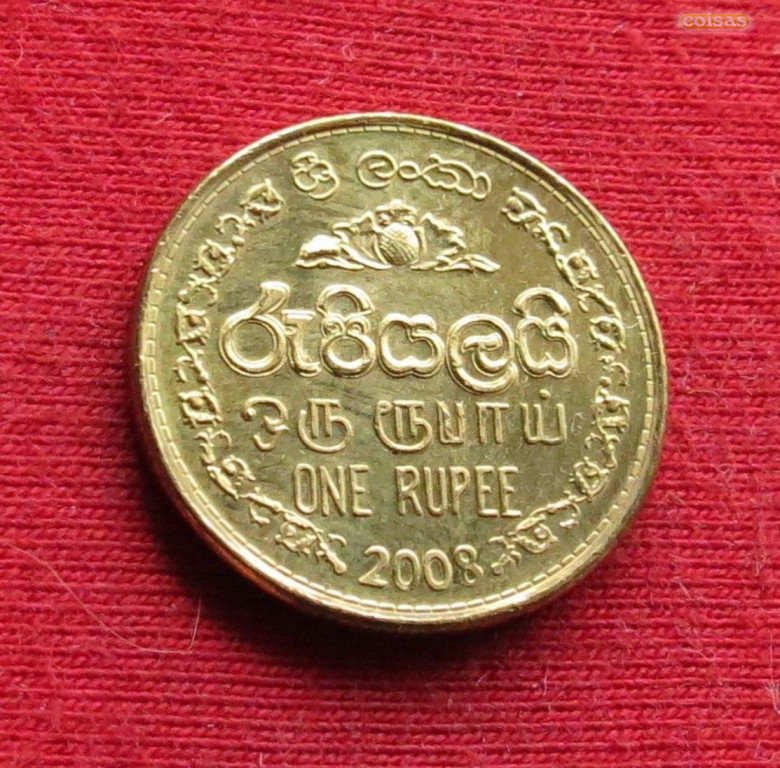 coisas
ශ්‍රී ලංකා
රුපියලයි
ஒரு ரூபாய்
ONE RUPEE
2008